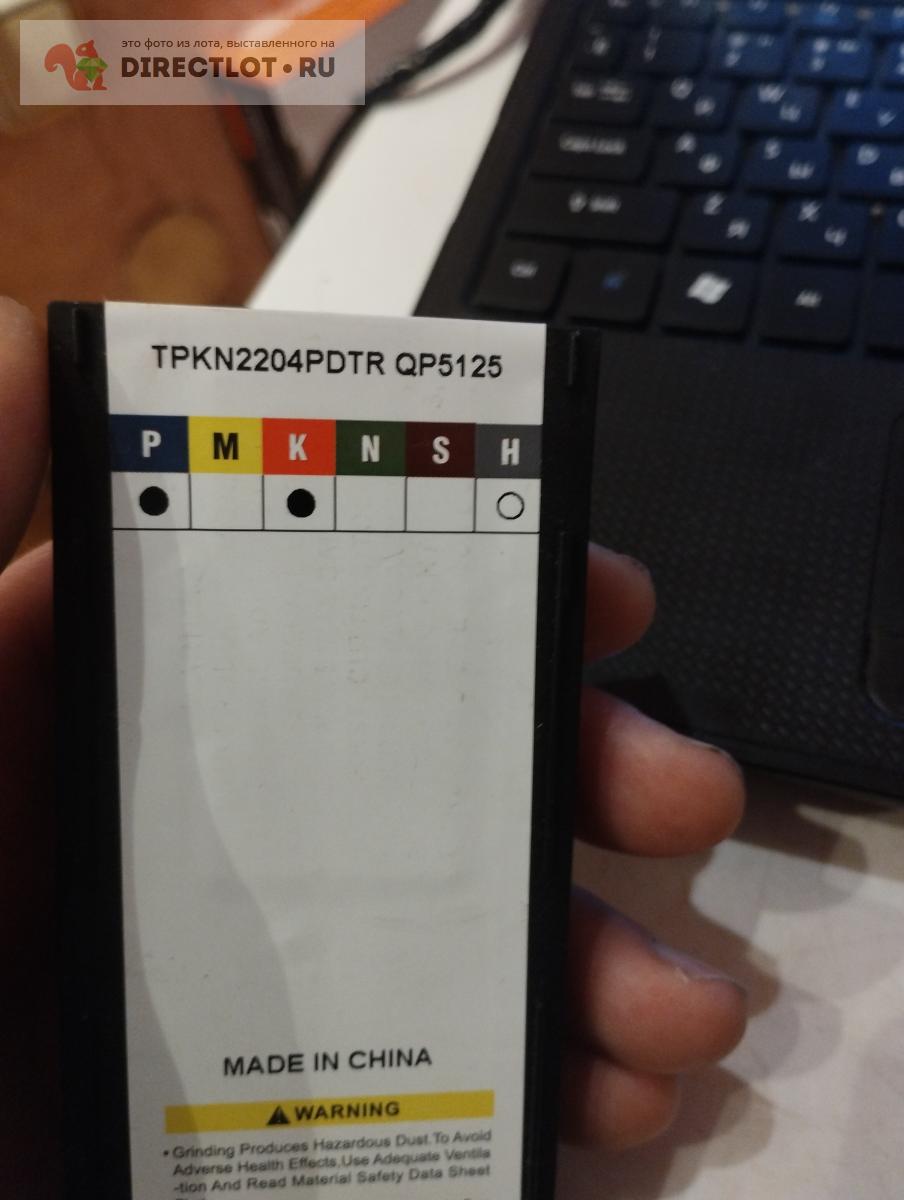 это фото из лота, выставленного на
DIRECTLOT•RU
TPKN2204PDTR QP5125
P M K N S H
MADE IN CHINA
WARNING
• Grinding Produces Hazardous Dust.To Avoid
Adverse Health Effects,Use Adequate Ventila
-tion And Read Material Safety Data Sheet